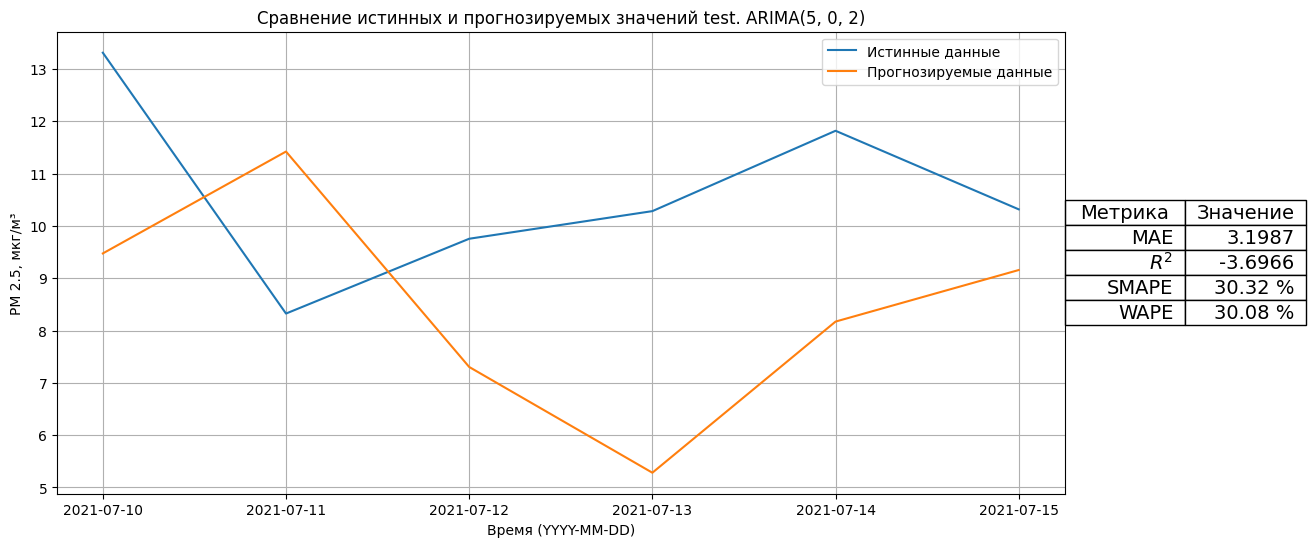 Сравнение истинных и прогнозируемых значений test. ARIMA(5, 0, 2)
Истинные данные
Прогнозируемые данные
13
12
11
10
9
8
7
6
5
PM 2.5, мкг/м³
2021-07-10 2021-07-11 2021-07-12 2021-07-13 2021-07-14 2021-07-15
Время (YYYY-MM-DD)
Метрика Значение
MAE 3.1987
R² -3.6966
SMAPE 30.32 %
WAPE 30.08 %